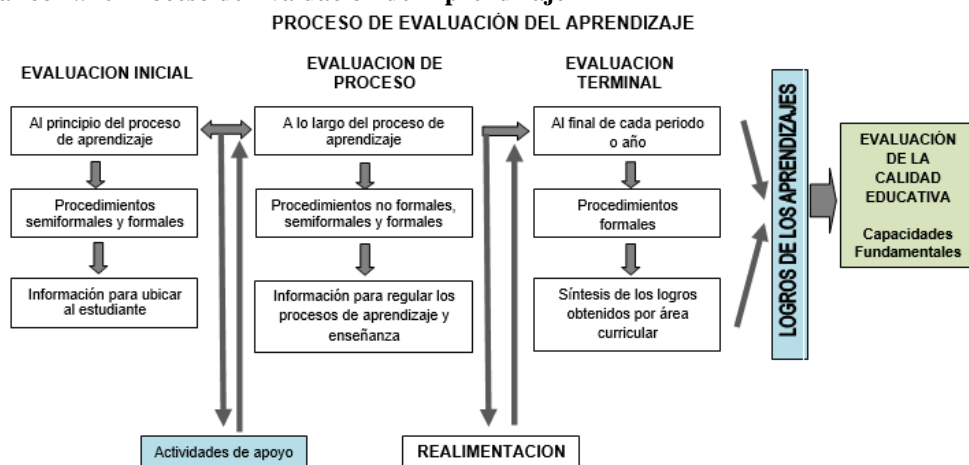 PROCESO DE EVALUACIÓN DEL APRENDIZAJE
EVALUACION INICIAL
Al principio del proceso
de aprendizaje
Procedimientos
semiformales y formales
Información para ubicar
al estudiante
EVALUACION DE
PROCESO
A lo largo del proceso de
aprendizaje
Procedimientos no formales,
semiformales y formales
Información para regular los
procesos de aprendizaje y
enseñanza
EVALUACION
TERMINAL
Al final de cada periodo
o año
Procedimientos
formales
Síntesis de los logros
obtenidos por área
curricular
LOGROS DE LOS APRENDIZAJES
EVALUACIÓN
DE LA
CALIDAD
EDUCATIVA
Capacidades
Fundamentales
Actividades de apoyo
REALIMENTACION